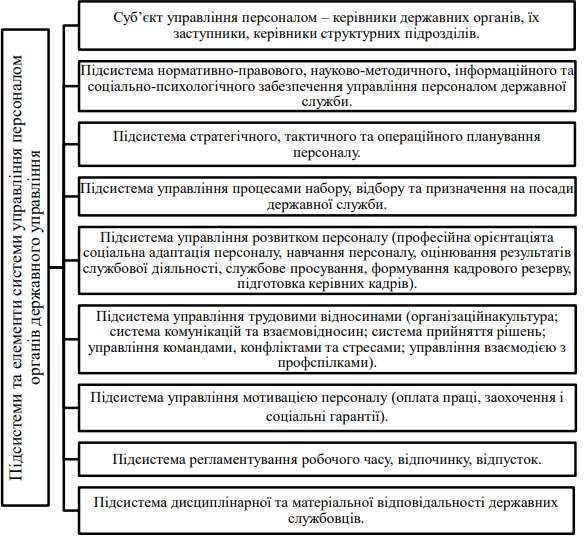 Підсистеми та елементи системи управління персоналом
органів державного управління
Суб’єкт управління персоналом – керівники державних органів, їх
заступники, керівники структурних підрозділів.
Підсистема нормативно-правового, науково-методичного, інформаційного та
соціально-психологічного забезпечення управління персоналом державної
служби.
Підсистема стратегічного, тактичного та операційного планування
персоналу.
Підсистема управління процесами набору, відбору та призначення на посади
державної служби.
Підсистема управління розвитком персоналу (професійна орієнтаціята
соціальна адаптація персоналу, навчання персоналу, оцінювання результатів
службової діяльності, службове просування, формування кадрового резерву,
підготовка керівних кадрів).
Підсистема управління трудовими відносинами (організаційнакультура;
система комунікацій та взаємовідносин; система прийняття рішень;
управління командами, конфліктами та стресами; управління взаємодією з
профспілками).
Підсистема управління мотивацією персоналу (оплата праці, заохочення і
соціальні гарантії).
Підсистема регламентування робочого часу, відпочинку, відпусток.
Підсистема дисциплінарної та матеріальної відповідальності державних
службовців.